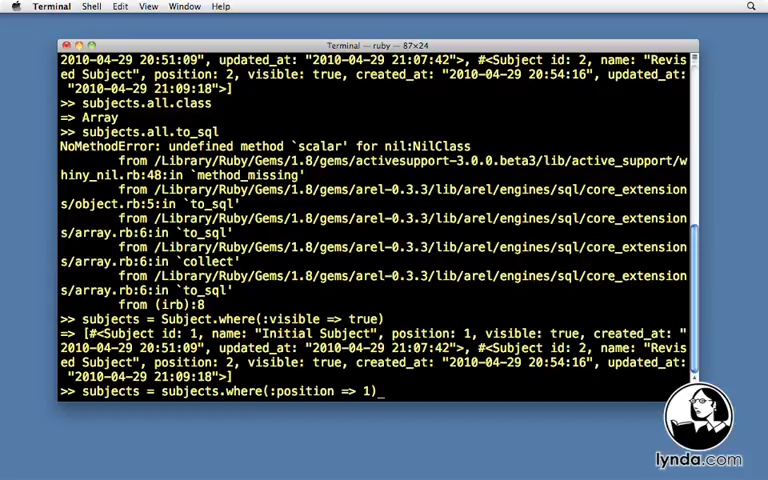 Terminal Shell Edit View Window Help
Terminal — ruby — 87×24
2010-04-29 20:51:09", updated_at: "2010-04-29 21:07:42">, #<Subject id: 2, name: "Revis
ed Subject", position: 2, visible: true, created_at: "2010-04-29 20:54:16", updated_at:
"2010-04-29 21:09:18">]
>> subjects.all.class
=> Array
>> subjects.all.to_sql
NoMethodError: undefined method `scalar' for nil:NilClass
from /Library/Ruby/Gems/1.8/gems/activesupport-3.0.0.beta3/lib/active_support/w
hiny_nil.rb:48:in `method_missing'
from /Library/Ruby/Gems/1.8/gems/arel-0.3.3/lib/arel/engines/sql/core_extension
s/object.rb:5:in `to_sql'
from /Library/Ruby/Gems/1.8/gems/arel-0.3.3/lib/arel/engines/sql/core_extension
s/array.rb:6:in `to_sql'
from /Library/Ruby/Gems/1.8/gems/arel-0.3.3/lib/arel/engines/sql/core_extension
s/array.rb:6:in `collect'
from /Library/Ruby/Gems/1.8/gems/arel-0.3.3/lib/arel/engines/sql/core_extension
s/array.rb:6:in `to_sql'
from (irb):8
>> subjects = Subject.where(:visible => true)
=> [#<Subject id: 1, name: "Initial Subject", position: 1, visible: true, created_at: "
2010-04-29 20:51:09", updated_at: "2010-04-29 21:07:42">, #<Subject id: 2, name: "Revis
ed Subject", position: 2, visible: true, created_at: "2010-04-29 20:54:16", updated_at:
"2010-04-29 21:09:18">]
>> subjects = subjects.where(:position => 1)
lynda.com